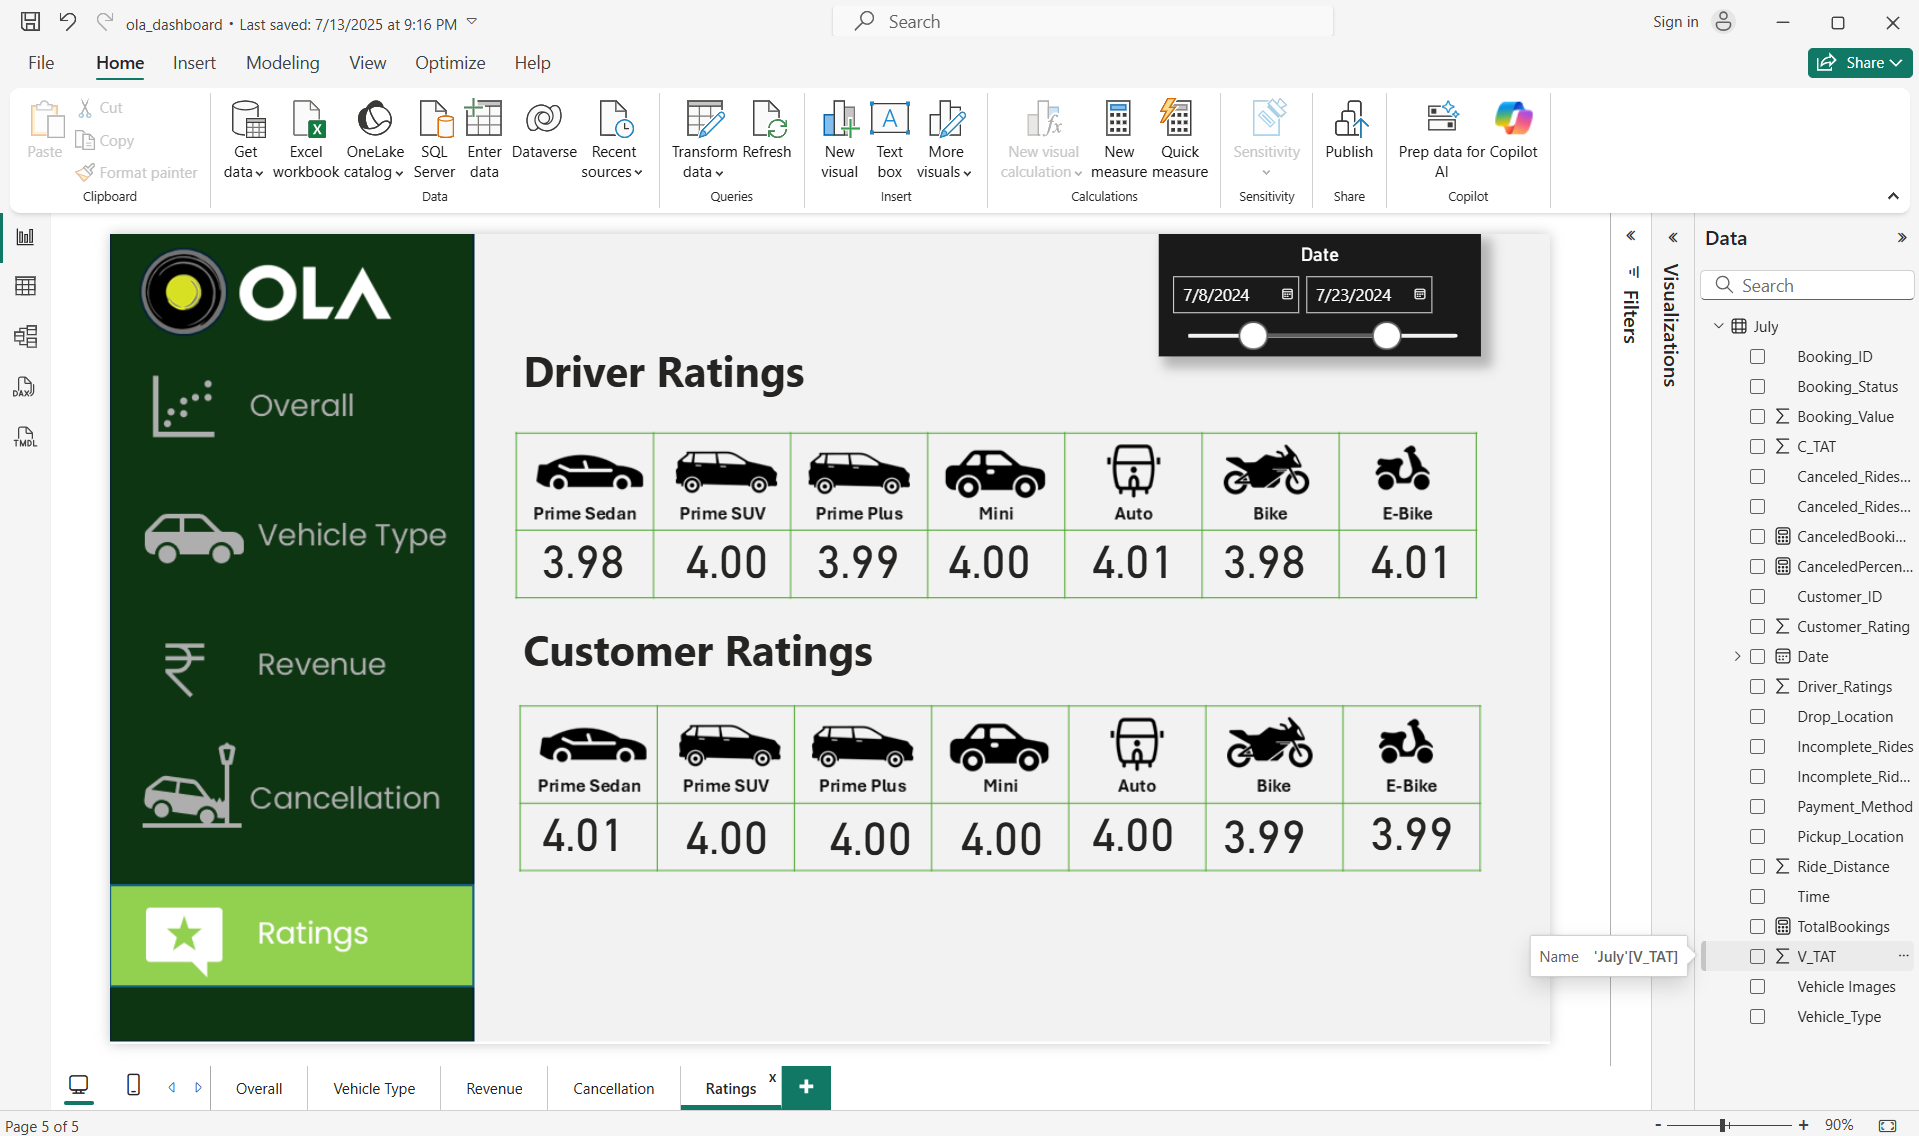 ola_dashboard • Last saved: 7/13/2025 at 9:16 PM
Search
Sign in
File Home Insert Modeling View Optimize Help
Share
Paste
Cut
Copy
Format painter
Clipboard
Get data
Excel workbook
OneLake catalog
SQL Server
Enter data
Dataverse
Recent sources
Data
Transform data
Refresh
Queries
New visual
Text box
More visuals
Insert
New visual calculation
New measure
Quick measure
Calculations
Sensitivity
Sensitivity
Publish
Share
Prep data for AI
Copilot
Copilot
DAX
TMDL
OLA
Overall
Vehicle Type
Revenue
Cancellation
Ratings
Date
7/8/2024 7/23/2024
Driver Ratings
Prime Sedan Prime SUV Prime Plus Mini Auto Bike E-Bike
3.98 4.00 3.99 4.00 4.01 3.98 4.01
Customer Ratings
Prime Sedan Prime SUV Prime Plus Mini Auto Bike E-Bike
4.01 4.00 4.00 4.00 4.00 3.99 3.99
Filters
Visualizations
Data
Search
July
Booking_ID
Booking_Status
Booking_Value
C_TAT
Canceled_Rides...
Canceled_Rides...
CanceledBooki...
CanceledPercen...
Customer_ID
Customer_Rating
Date
Driver_Ratings
Drop_Location
Incomplete_Rides
Incomplete_Rid...
Payment_Method
Pickup_Location
Ride_Distance
Time
TotalBookings
V_TAT ...
Vehicle Images
Vehicle_Type
Name 'July'[V_TAT]
Overall Vehicle Type Revenue Cancellation Ratings x +
Page 5 of 5
- + 90%